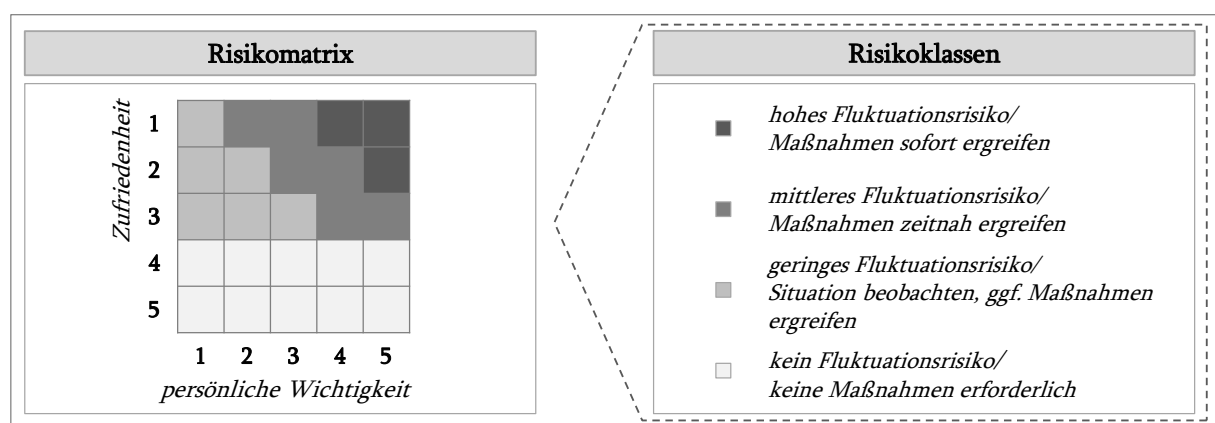 Risikomatrix
Zufriedenheit
1
2
3
4
5
1 2 3 4 5
persönliche Wichtigkeit
Risikoklassen
hohes Fluktuationsrisiko/
Maßnahmen sofort ergreifen
mittleres Fluktuationsrisiko/
Maßnahmen zeitnah ergreifen
geringes Fluktuationsrisiko/
Situation beobachten, ggf. Maßnahmen
ergreifen
kein Fluktuationsrisiko/
keine Maßnahmen erforderlich